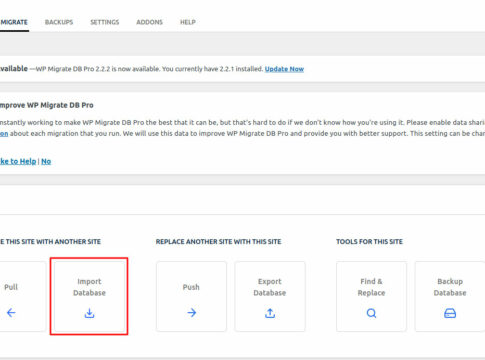 MIGRATE BACKUPS SETTINGS ADDONS HELP
vailable —WP Migrate DB Pro 2.2.2 is now available. You currently have 2.2.1 installed. Update Now
mprove WP Migrate DB Pro
nstantly working to make WP Migrate DB Pro the best that it can be, but that's hard to do if we don't know how you're using it. Please enable data shari
on about each migration that you run. We will use this data to improve WP Migrate DB Pro and provide you with better support. This setting can be chan
ke to Help | No
E THIS SITE WITH ANOTHER SITE REPLACE ANOTHER SITE WITH THIS SITE TOOLS FOR THIS SITE
Pull Import Database Push Export Database Find & Replace Backup Database